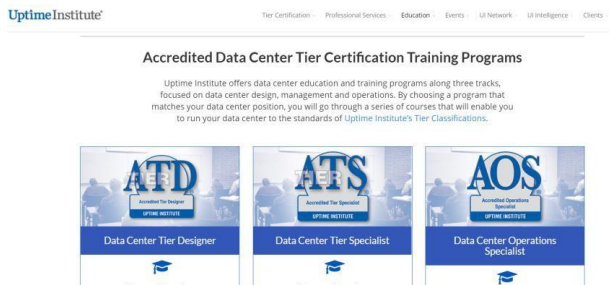 UptimeInstitute®
Tier Certification Professional Services Education Events UI Network UI Intelligence Clients
Accredited Data Center Tier Certification Training Programs
Uptime Institute offers data center education and training programs along three tracks,
focused on data center design, management and operations. By choosing a program that
matches your data center position, you will go through a series of courses that will enable you
to run your data center to the standards of Uptime Institute's Tier Classifications.
ATD
TIER
Accredited Tier Designer
UPTIME INSTITUTE
Data Center Tier Designer
ATS
TIER
Accredited Tier Specialist
UPTIME INSTITUTE
Data Center Tier Specialist
AOS
Accredited Operations
Specialist
UPTIME INSTITUTE
Data Center Operations
Specialist